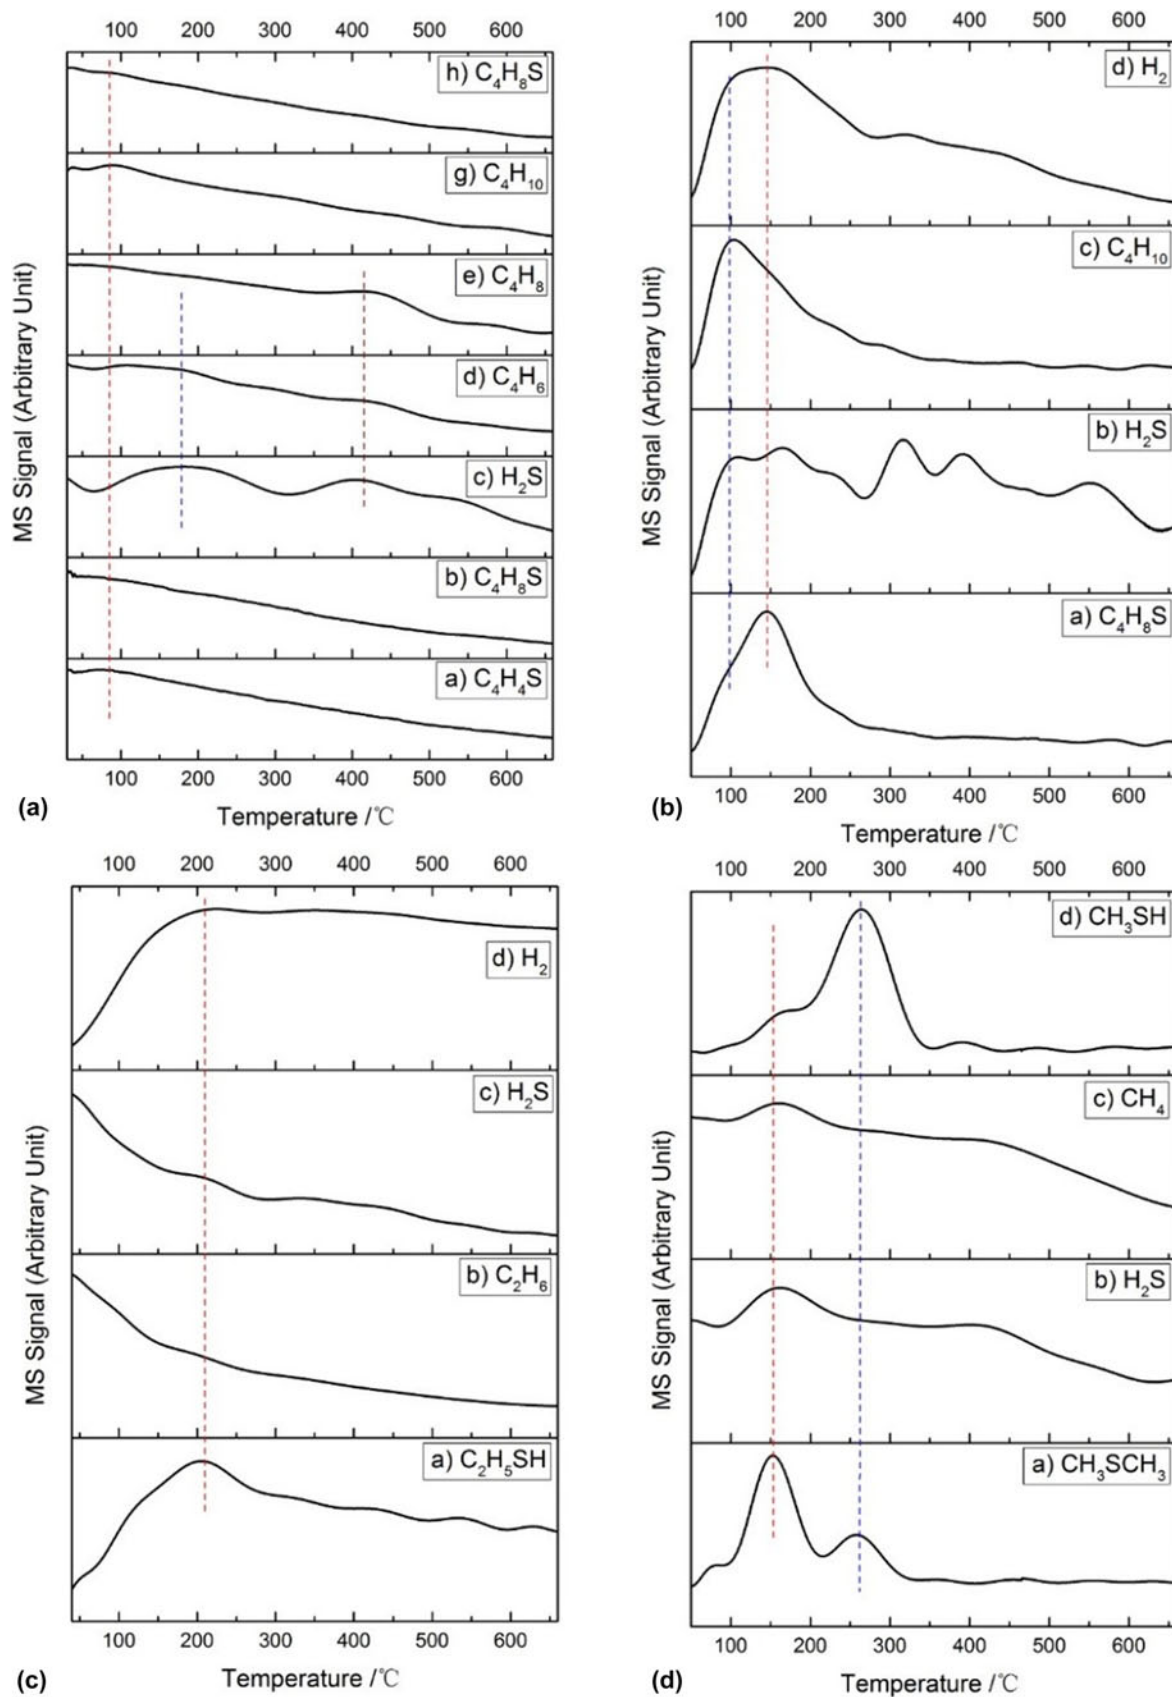 100 200 300 400 500 600
h) C₄H₈S
g) C₄H₁₀
e) C₄H₈
d) C₄H₆
c) H₂S
b) C₄H₈S
a) C₄H₄S
MS Signal (Arbitrary Unit)
100 200 300 400 500 600
Temperature /℃
(a)
100 200 300 400 500 600
d) H₂
c) C₄H₁₀
b) H₂S
a) C₄H₈S
MS Signal (Arbitrary Unit)
100 200 300 400 500 600
Temperature /℃
(b)
100 200 300 400 500 600
d) H₂
c) H₂S
b) C₂H₆
a) C₂H₅SH
MS Signal (Arbitrary Unit)
100 200 300 400 500 600
Temperature /℃
(c)
100 200 300 400 500 600
d) CH₃SH
c) CH₄
b) H₂S
a) CH₃SCH₃
MS Signal (Arbitrary Unit)
100 200 300 400 500 600
Temperature /℃
(d)